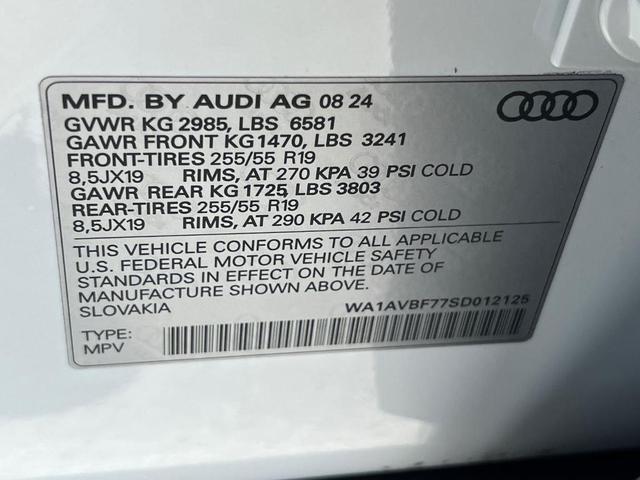 MFD. BY AUDI AG 08 24
GVWR KG 2985, LBS 6581
GAWR FRONT KG 1470, LBS 3241
FRONT-TIRES 255/55 R19
8,5JX19 RIMS, AT 270 KPA 39 PSI COLD
GAWR REAR KG 1725 LBS 3803
REAR-TIRES 255/55 R19
8,5JX19 RIMS, AT 290 KPA 42 PSI COLD
THIS VEHICLE CONFORMS TO ALL APPLICABLE
U.S. FEDERAL MOTOR VEHICLE SAFETY
STANDARDS IN EFFECT ON THE DATE OF
MANUFACTURE SHOWN ABOVE.
SLOVAKIA WA1AVBF77SD012125
TYPE:
MPV